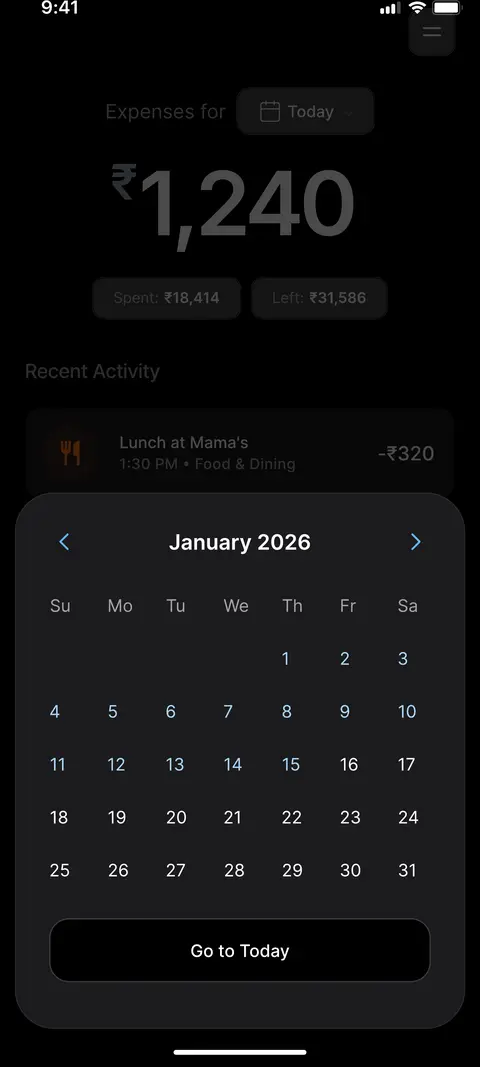 9:41
Expenses for Today
₹1,240
Spent: ₹18,414 Left: ₹31,586
Recent Activity
Lunch at Mama's
1:30 PM • Food & Dining
-₹320
January 2026
Su Mo Tu We Th Fr Sa
1 2 3
4 5 6 7 8 9 10
11 12 13 14 15 16 17
18 19 20 21 22 23 24
25 26 27 28 29 30 31
Go to Today